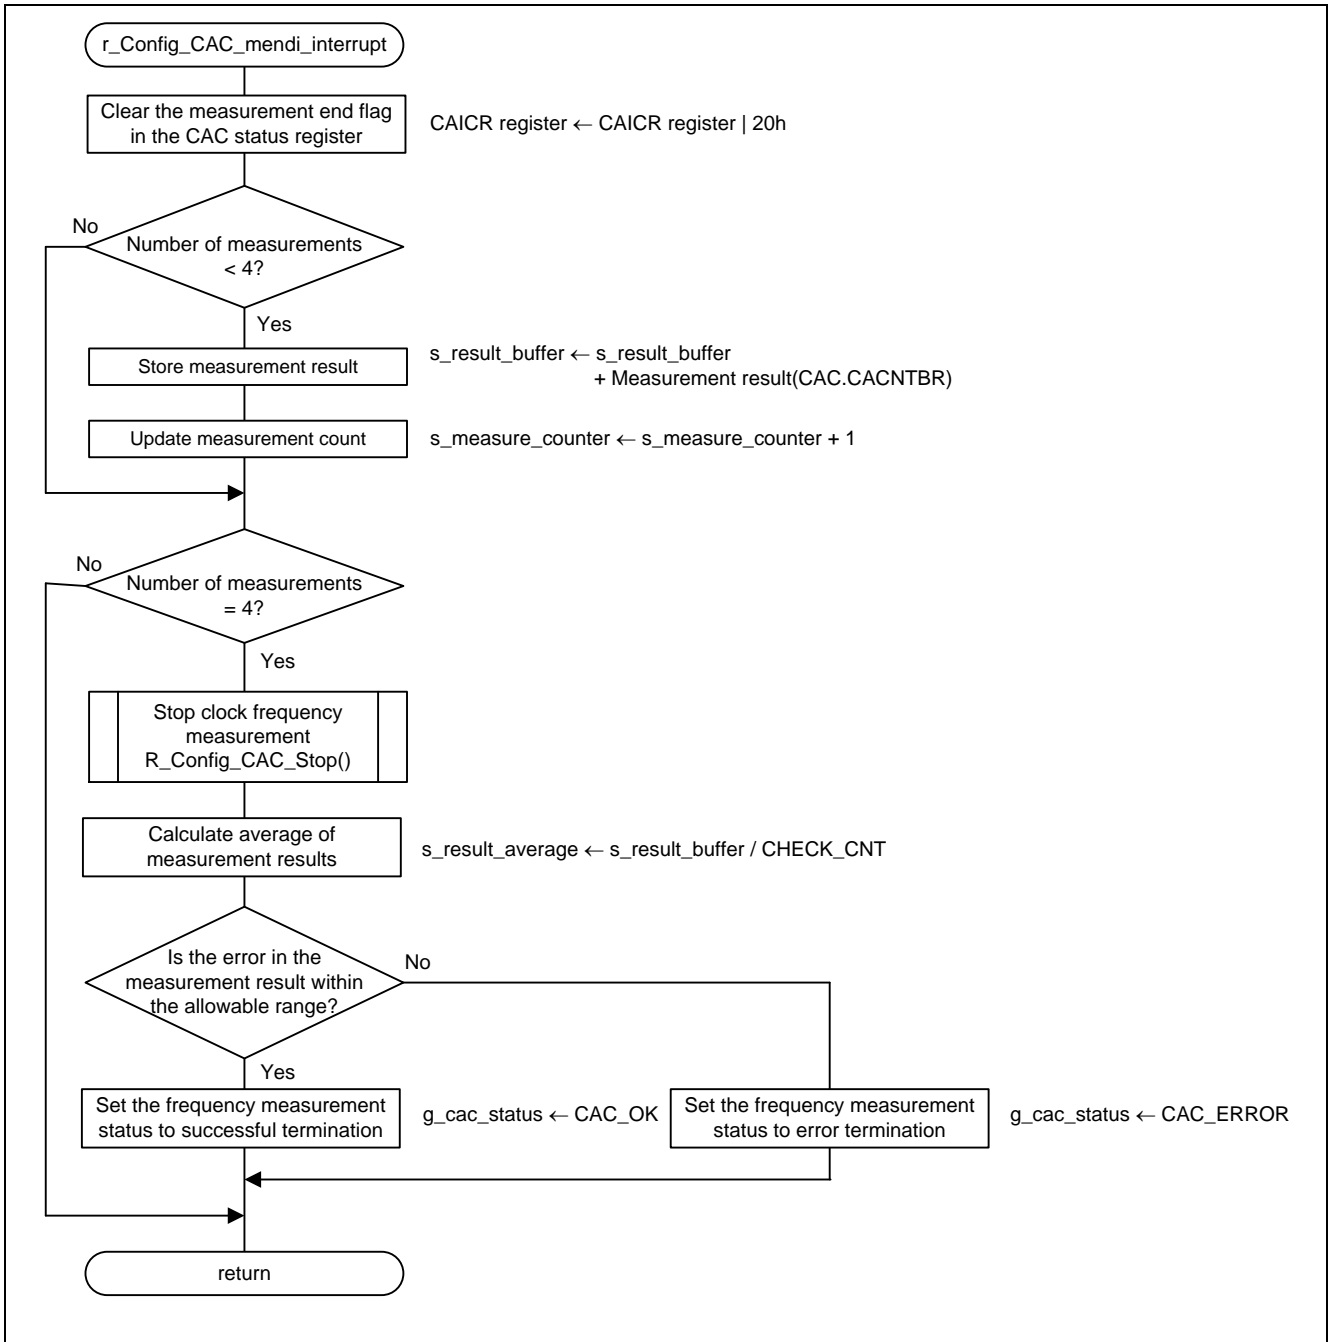 r_Config_CAC_mendi_interrupt
Clear the measurement end flag
in the CAC status register
CAICR register ← CAICR register | 20h
No
Number of measurements
< 4?
Yes
Store measurement result
s_result_buffer ← s_result_buffer
+ Measurement result(CAC.CACNTBR)
Update measurement count
s_measure_counter ← s_measure_counter + 1
No
Number of measurements
= 4?
Yes
Stop clock frequency
measurement
R_Config_CAC_Stop()
Calculate average of
measurement results
s_result_average ← s_result_buffer / CHECK_CNT
Is the error in the
measurement result within
the allowable range?
No
Yes
Set the frequency measurement
status to successful termination
g_cac_status ← CAC_OK
Set the frequency measurement
status to error termination
g_cac_status ← CAC_ERROR
return